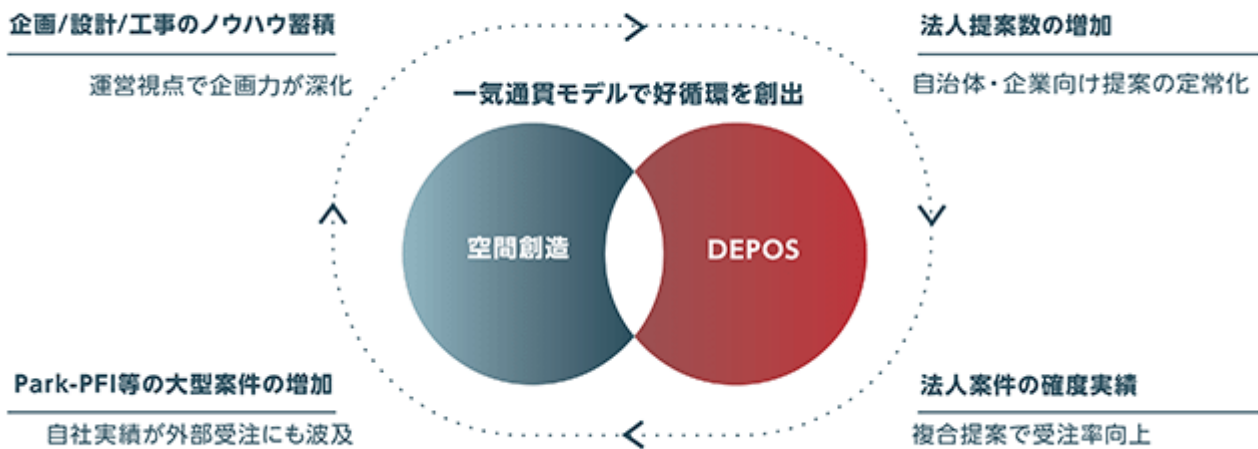 企画/設計/工事のノウハウ蓄積
運営視点で企画力が深化
法人提案数の増加
自治体・企業向け提案の定常化
一気通貫モデルで好循環を創出
空間創造
DEPOS
Park-PFI等の大型案件の増加
自社実績が外部受注にも波及
法人案件の確度実績
複合提案で受注率向上